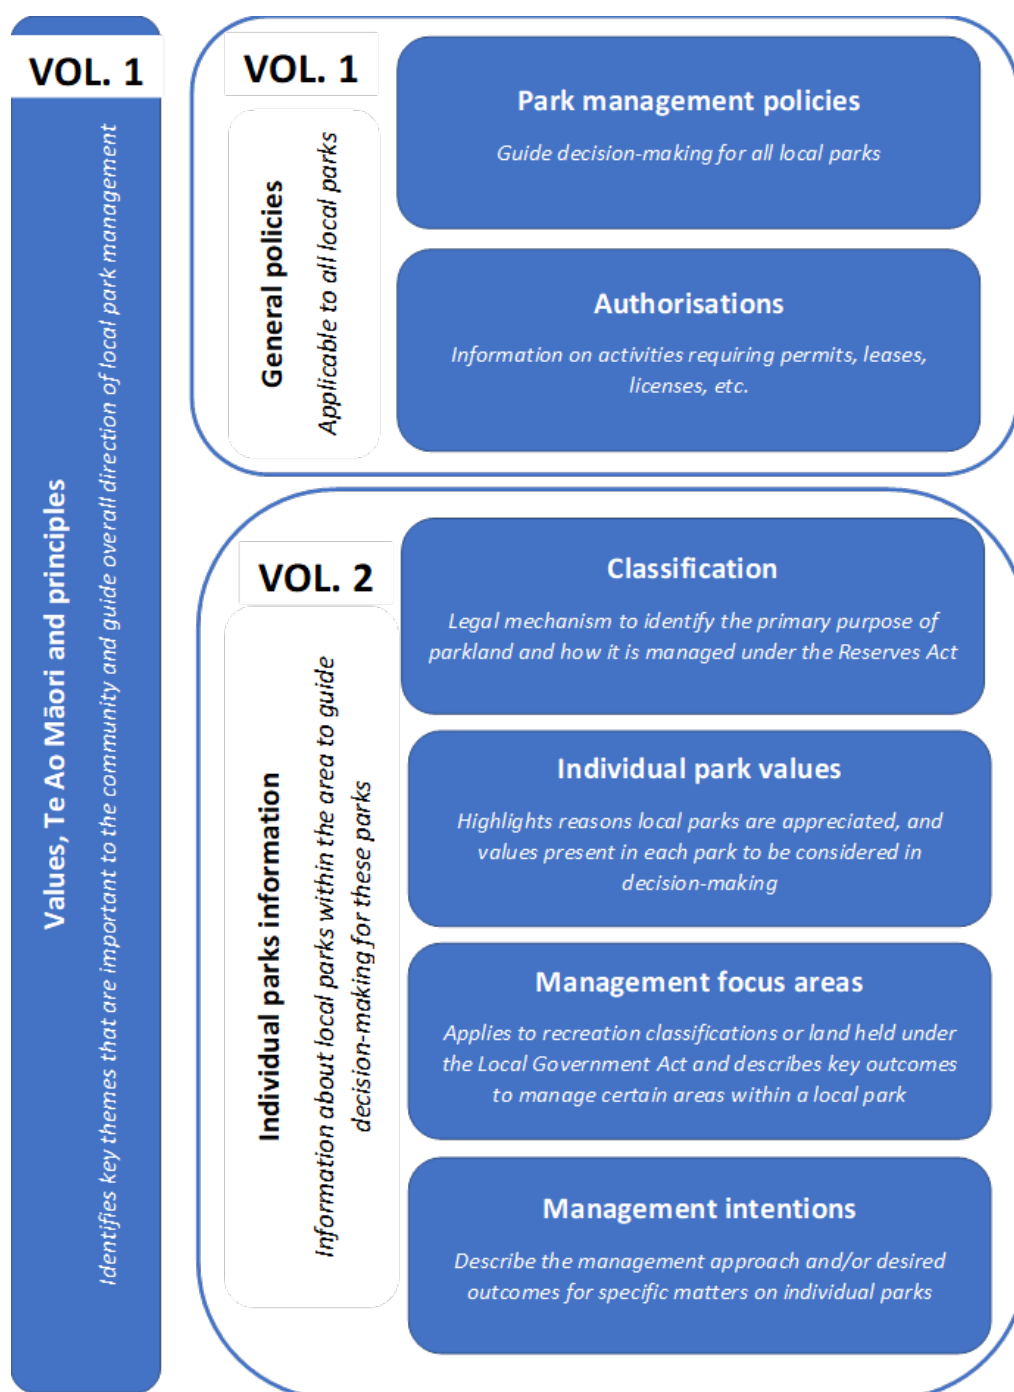 VOL. 1
Values, Te Ao Māori and principles
Identifies key themes that are important to the community and guide overall direction of local park management
VOL. 1
General policies
Applicable to all local parks
Park management policies
Guide decision-making for all local parks
Authorisations
Information on activities requiring permits, leases,
licenses, etc.
VOL. 2
Individual parks information
Information about local parks within the area to guide
decision-making for these parks
Classification
Legal mechanism to identify the primary purpose of
parkland and how it is managed under the Reserves Act
Individual park values
Highlights reasons local parks are appreciated, and
values present in each park to be considered in
decision-making
Management focus areas
Applies to recreation classifications or land held under
the Local Government Act and describes key outcomes
to manage certain areas within a local park
Management intentions
Describe the management approach and/or desired
outcomes for specific matters on individual parks